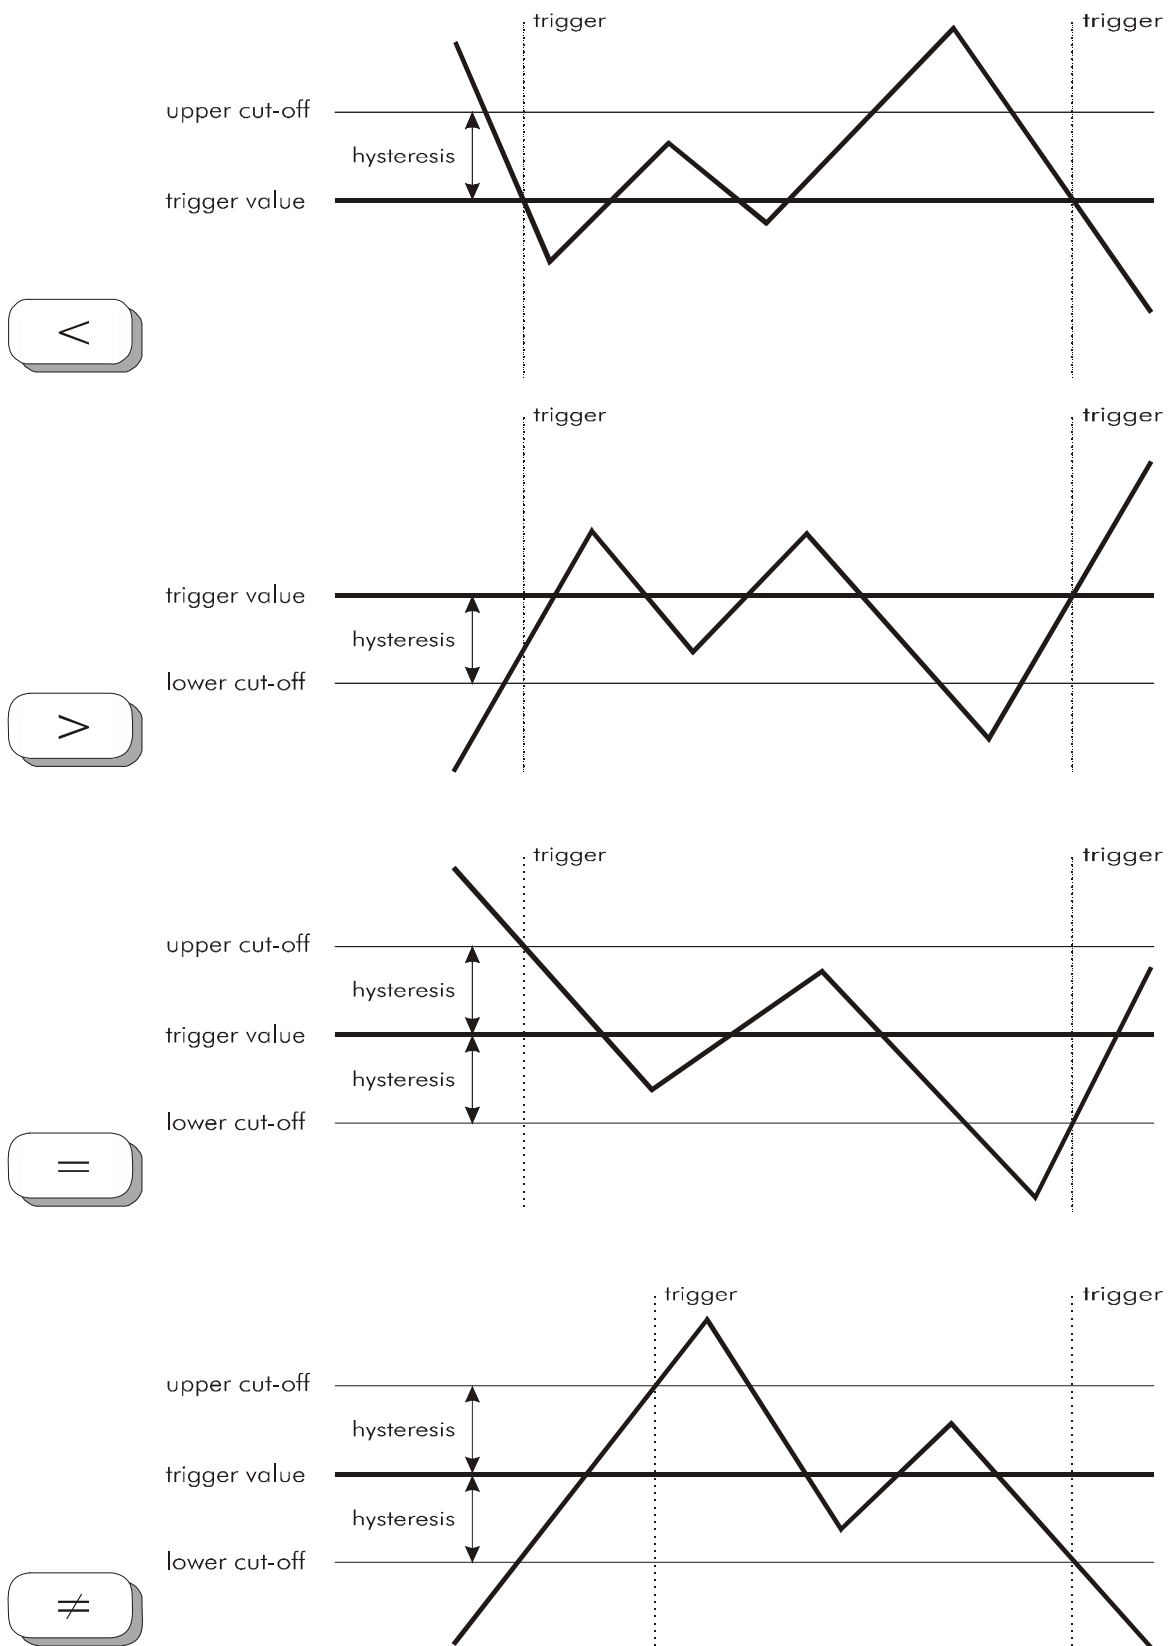 trigger trigger
upper cut-off
hysteresis
trigger value
<
trigger trigger
trigger value
hysteresis
lower cut-off
>
trigger trigger
upper cut-off
hysteresis
trigger value
hysteresis
lower cut-off
=
trigger trigger
upper cut-off
hysteresis
trigger value
hysteresis
lower cut-off
≠